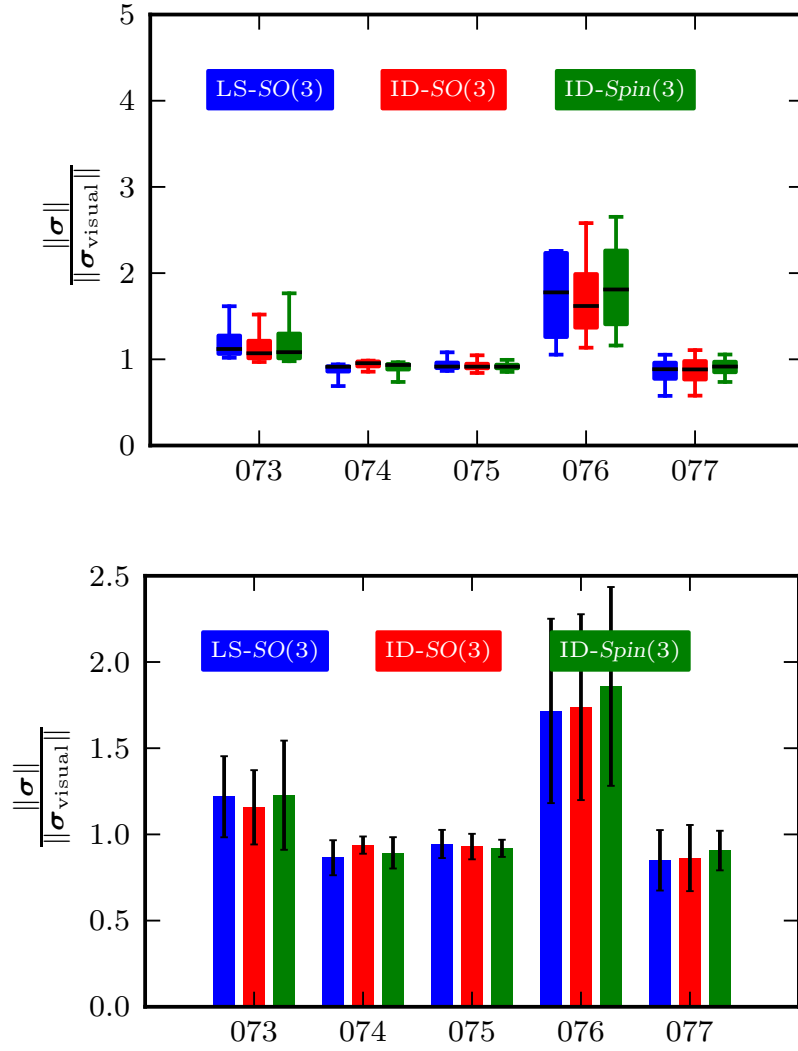 5
LS-SO(3) ID-SO(3) ID-Spin(3)
4
3
‖σ‖
‖σ_visual‖
2
1
0
073 074 075 076 077
2.5
LS-SO(3) ID-SO(3) ID-Spin(3)
2.0
1.5
‖σ‖
‖σ_visual‖
1.0
0.5
0.0
073 074 075 076 077